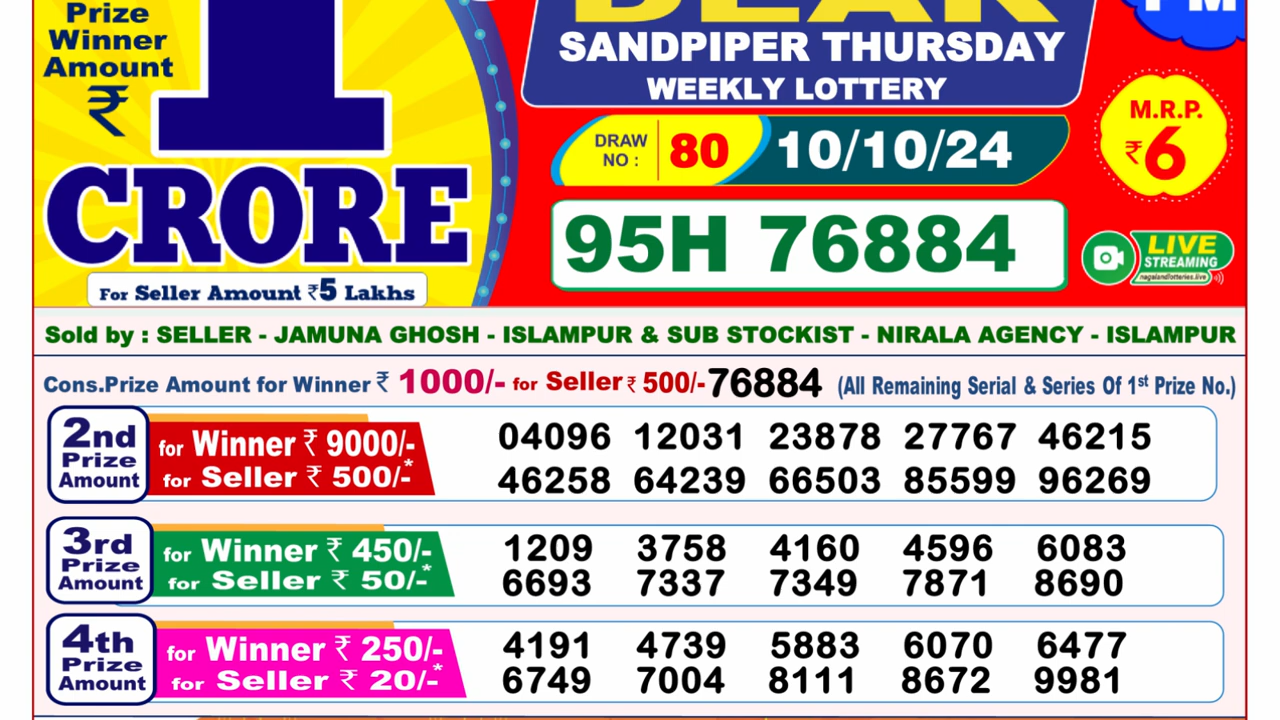 Prize
Winner
Amount
₹
1
CRORE
For Seller Amount ₹5 Lakhs
DEAR
SANDPIPER THURSDAY
WEEKLY LOTTERY
PM
DRAW
NO :
80
10/10/24
M.R.P.
₹6
95H 76884
LIVE
STREAMING
nagalandlotteries.live
Sold by : SELLER - JAMUNA GHOSH - ISLAMPUR & SUB STOCKIST - NIRALA AGENCY - ISLAMPUR
Cons.Prize Amount for Winner ₹ 1000/- for Seller ₹ 500/- 76884 (All Remaining Serial & Series Of 1st Prize No.)
2nd
Prize
Amount
for Winner ₹ 9000/-
for Seller ₹ 500/-*
04096 12031 23878 27767 46215
46258 64239 66503 85599 96269
3rd
Prize
Amount
for Winner ₹ 450/-
for Seller ₹ 50/-*
1209 3758 4160 4596 6083
6693 7337 7349 7871 8690
4th
Prize
Amount
for Winner ₹ 250/-
for Seller ₹ 20/-*
4191 4739 5883 6070 6477
6749 7004 8111 8672 9981